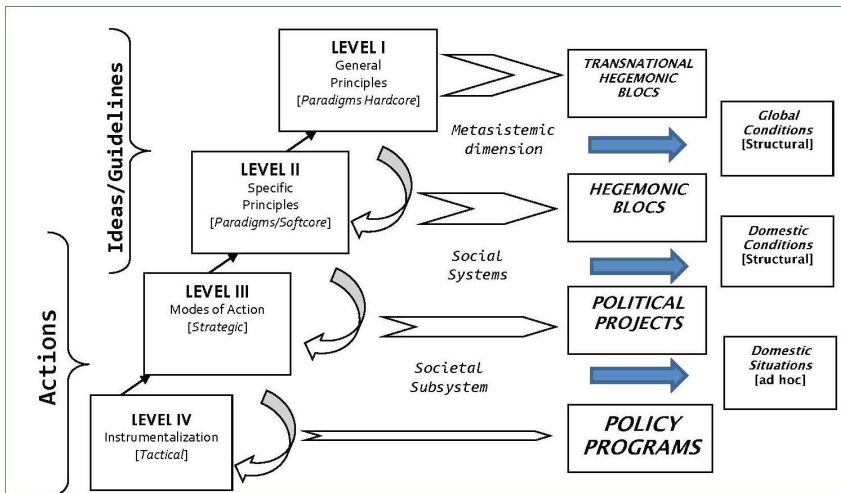 Ideas/Guidelines
Actions
LEVEL I
General
Principles
[Paradigms Hardcore]
LEVEL II
Specific
Principles
[Paradigms/Softcore]
LEVEL III
Modes of Action
[Strategic]
LEVEL IV
Instrumentalization
[Tactical]
Metasistemic
dimension
Social
Systems
Societal
Subsystem
TRANSNATIONAL
HEGEMONIC
BLOCS
HEGEMONIC
BLOCS
POLITICAL
PROJECTS
POLICY
PROGRAMS
Global
Conditions
[Structural]
Domestic
Conditions
[Structural]
Domestic
Situations
[ad hoc]